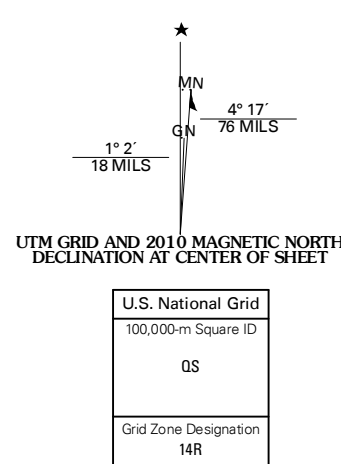 ★
MN
GN
4° 17´
76 MILS
1° 2´
18 MILS
UTM GRID AND 2010 MAGNETIC NORTH
DECLINATION AT CENTER OF SHEET
U.S. National Grid
100,000-m Square ID
QS
Grid Zone Designation
14R